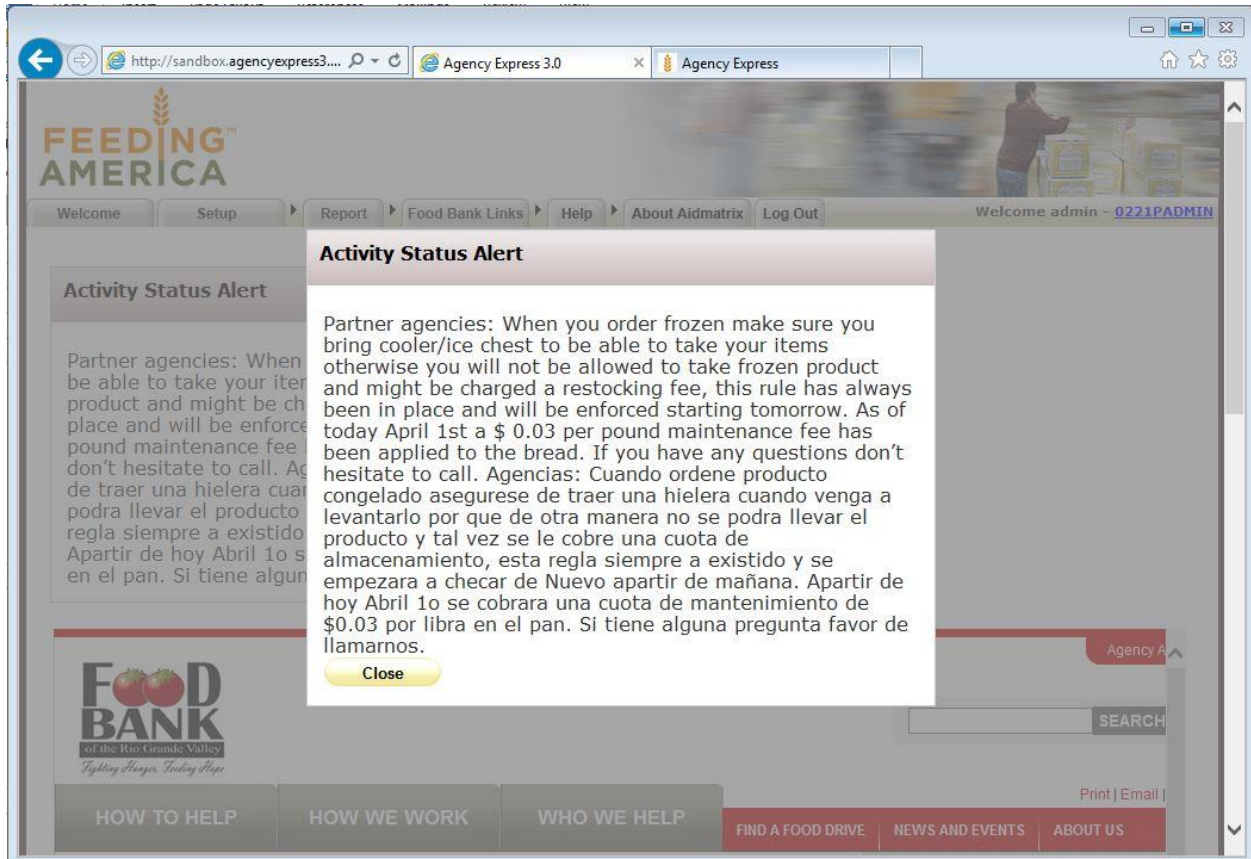 http://sandbox.agencyexpress3....
Agency Express 3.0
Agency Express
FEEDING™
AMERICA
Welcome
Setup
Report
Food Bank Links
Help
About Aidmatrix
Log Out
Welcome admin - 0221PADMIN
Activity Status Alert
Partner agencies: When you order frozen make sure you
bring cooler/ice chest to be able to take your items
otherwise you will not be allowed to take frozen product
and might be charged a restocking fee, this rule has always
been in place and will be enforced starting tomorrow. As of
today April 1st a $ 0.03 per pound maintenance fee has
been applied to the bread. If you have any questions don't
hesitate to call. Agencias: Cuando ordene producto
congelado asegurese de traer una hielera cuando venga a
levantarlo por que de otra manera no se podra llevar el
producto y tal vez se le cobre una cuota de
almacenamiento, esta regla siempre a existido y se
empezara a checar de Nuevo apartir de mañana. Apartir de
hoy Abril 1o se cobrara una cuota de mantenimiento de
$0.03 por libra en el pan. Si tiene alguna pregunta favor de
llamarnos.
Close
Activity Status Alert
Partner agencies: When
be able to take your iter
product and might be ch
place and will be enforce
pound maintenance fee
don't hesitate to call. Ag
de traer una hielera cuar
podra llevar el producto
regla siempre a existido
Apartir de hoy Abril 1o s
en el pan. Si tiene algun
FOOD
BANK
of the Rio Grande Valley
Fighting Hunger, Feeding Hope
Agency A
SEARCH
Print | Email |
HOW TO HELP
HOW WE WORK
WHO WE HELP
FIND A FOOD DRIVE
NEWS AND EVENTS
ABOUT US